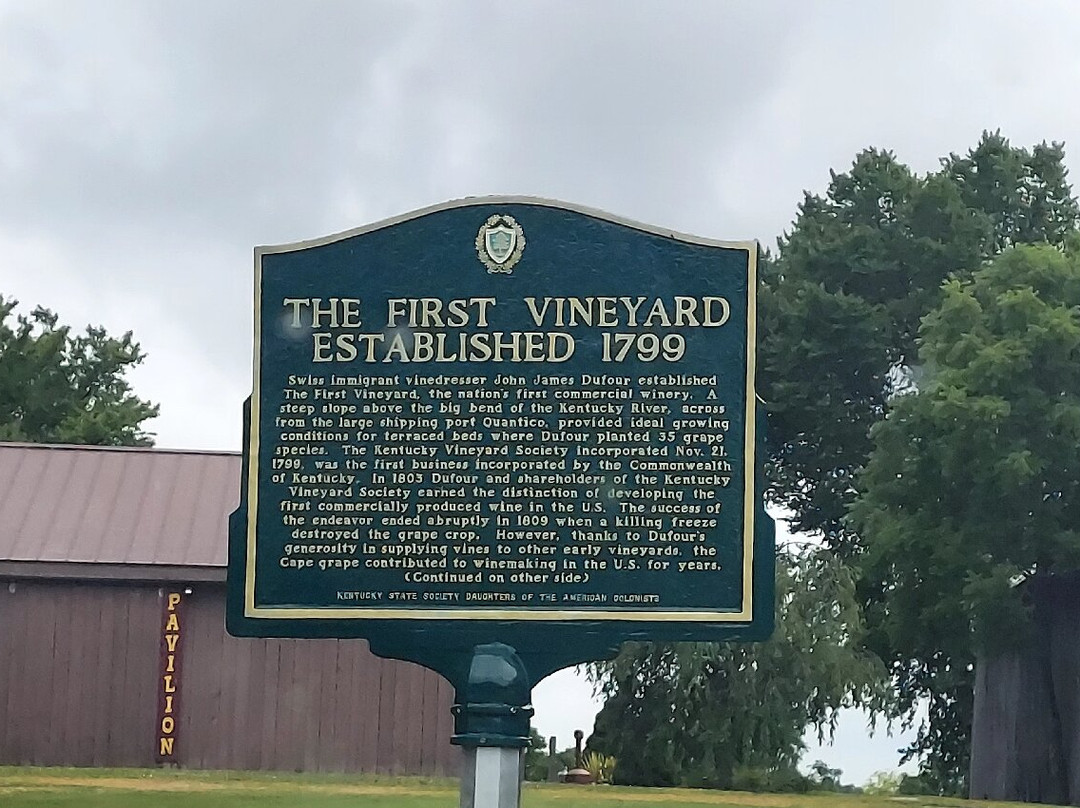 THE FIRST VINEYARD
ESTABLISHED 1799
Swiss immigrant vinedresser John James Dufour established
The First Vineyard, the nation's first commercial winery. A
steep slope above the big bend of the Kentucky River, across
from the large shipping port Quantico, provided ideal growing
conditions for terraced beds where Dufour planted 35 grape
species. The Kentucky Vineyard Society incorporated Nov. 21,
1799, was the first business incorporated by the Commonwealth
of Kentucky. In 1803 Dufour and shareholders of the Kentucky
Vineyard Society earned the distinction of developing the
first commercially produced wine in the U.S. The success of
the endeavor ended abruptly in 1809 when a killing freeze
destroyed the grape crop. However, thanks to Dufour's
generosity in supplying vines to other early vineyards, the
Cape grape contributed to winemaking in the U.S. for years.
(Continued on other side)
KENTUCKY STATE SOCIETY DAUGHTERS OF THE AMERICAN COLONISTS
PAVILION